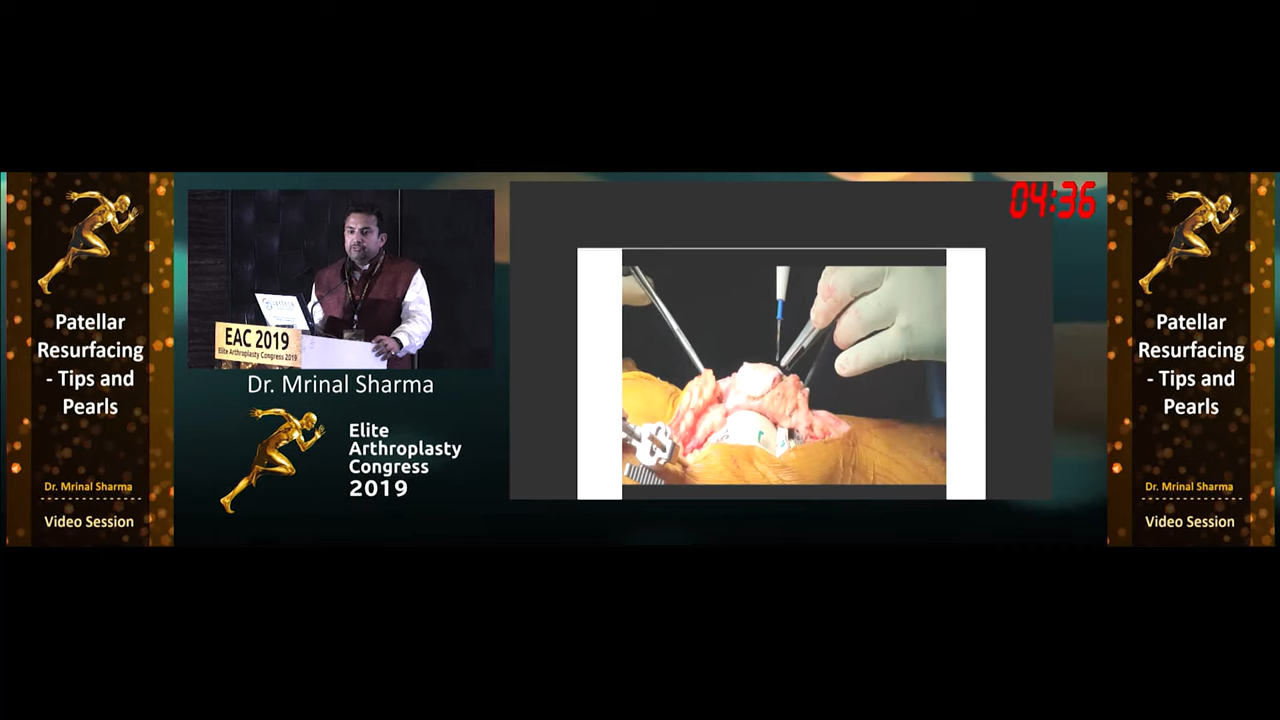 Patellar
Resurfacing
- Tips and
Pearls
Dr. Mrinal Sharma
Video Session
EAC 2019
Elite Arthroplasty Congress 2019
Dr. Mrinal Sharma
Elite
Arthroplasty
Congress
2019
04:36
Patellar
Resurfacing
- Tips and
Pearls
Dr. Mrinal Sharma
Video Session